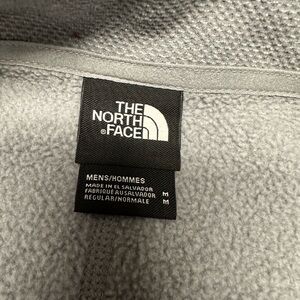 THE
NORTH
®FACE
MENS/HOMMES
MADE IN EL SALVADOR
FABRIQUÉ AU SALVADOR
REGULAR/NORMALE
M
M